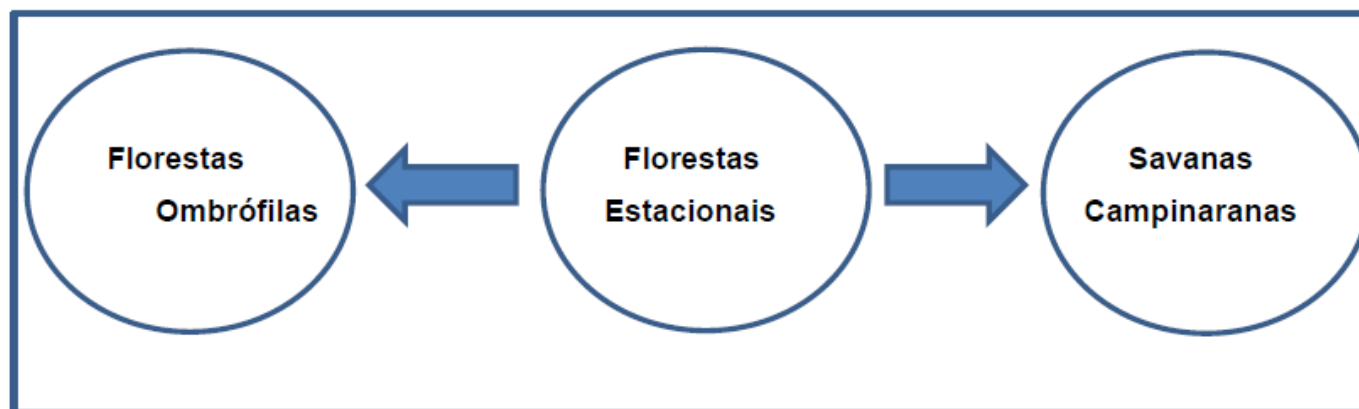 Florestas
Ombrófilas
Florestas
Estacionais
Savanas
Campinaranas